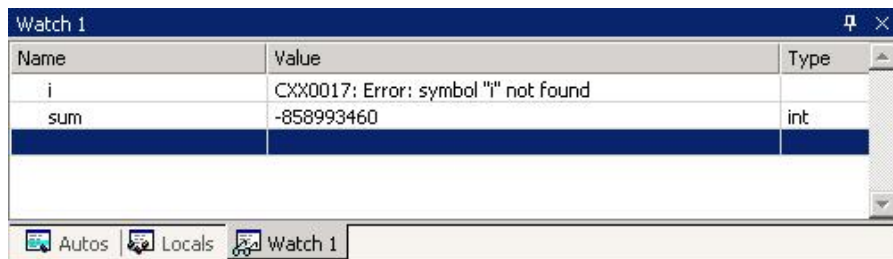 Watch 1
Name Value Type
i CXX0017: Error: symbol "i" not found
sum -858993460 int
Autos Locals Watch 1